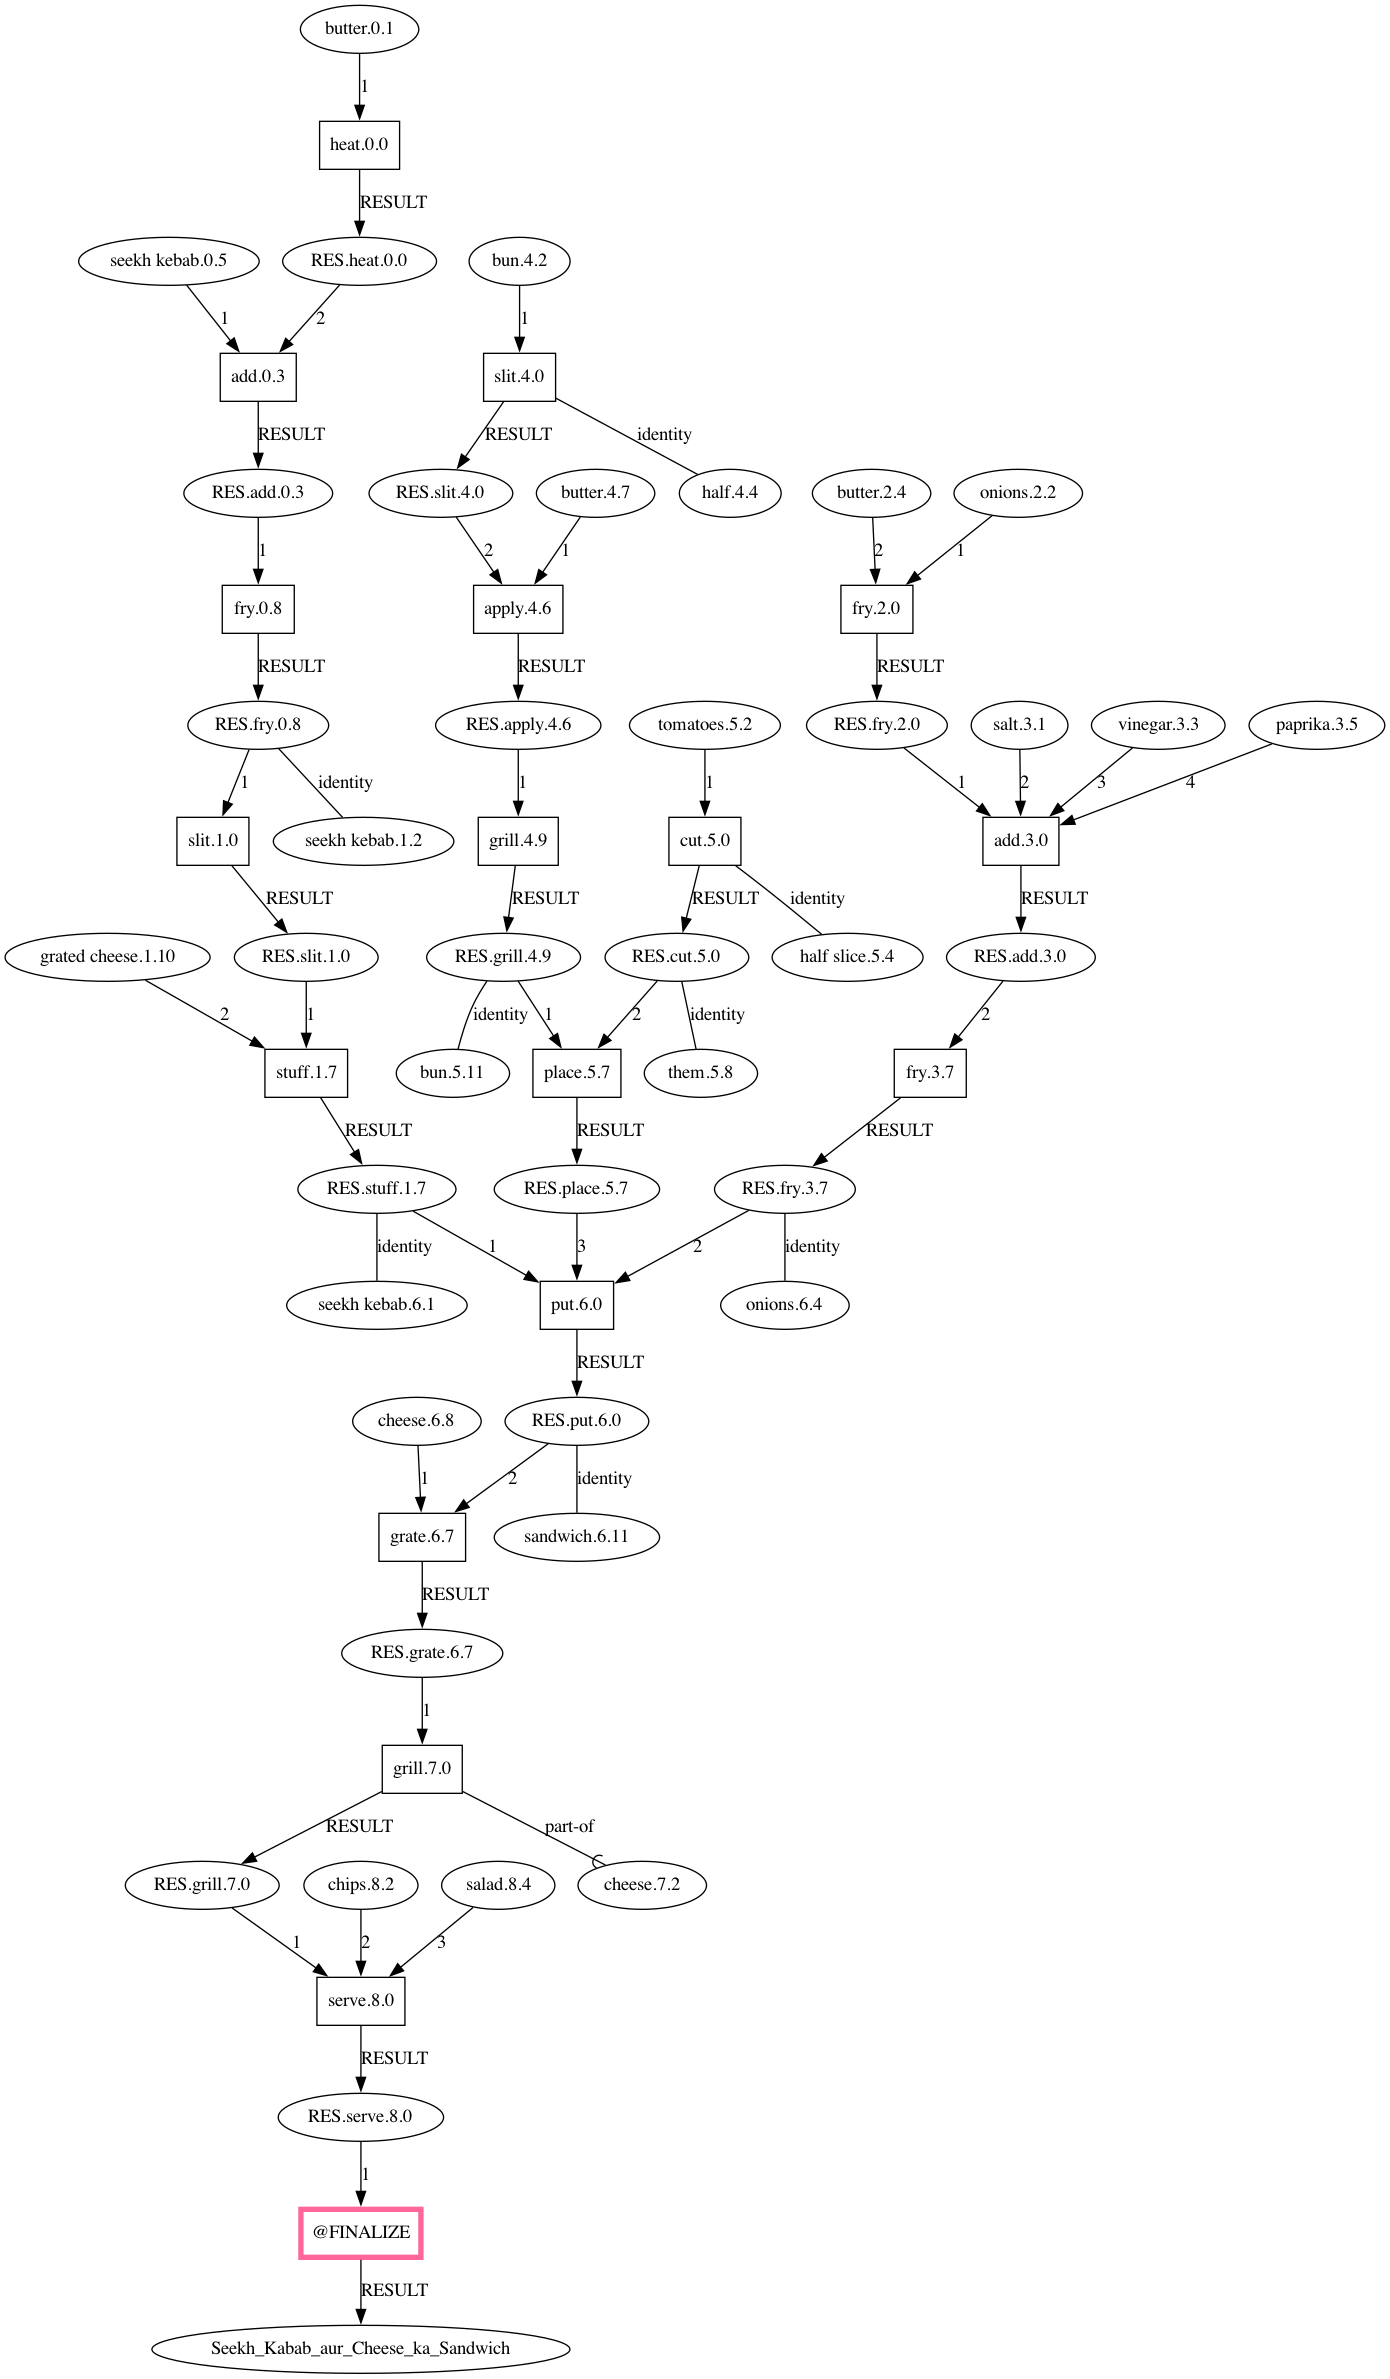 butter.0.1
1
heat.0.0
RESULT
seekh kebab.0.5
RES.heat.0.0
bun.4.2
1
2
1
add.0.3
slit.4.0
RESULT
RESULT
identity
RES.add.0.3
RES.slit.4.0
butter.4.7
half.4.4
butter.2.4
onions.2.2
1
2
1
2
1
fry.0.8
apply.4.6
fry.2.0
RESULT
RESULT
RESULT
RES.fry.0.8
RES.apply.4.6
tomatoes.5.2
RES.fry.2.0
salt.3.1
vinegar.3.3
paprika.3.5
1
identity
1
1
1
2
3
4
slit.1.0
seekh kebab.1.2
grill.4.9
cut.5.0
add.3.0
RESULT
RESULT
RESULT
identity
RESULT
grated cheese.1.10
RES.slit.1.0
RES.grill.4.9
RES.cut.5.0
half slice.5.4
RES.add.3.0
2
1
identity
1
2
identity
2
stuff.1.7
bun.5.11
place.5.7
them.5.8
fry.3.7
RESULT
RESULT
RESULT
RES.stuff.1.7
RES.place.5.7
RES.fry.3.7
identity
1
3
2
identity
seekh kebab.6.1
put.6.0
onions.6.4
RESULT
cheese.6.8
RES.put.6.0
1
2
identity
grate.6.7
sandwich.6.11
RESULT
RES.grate.6.7
1
grill.7.0
RESULT
part-of
RES.grill.7.0
chips.8.2
salad.8.4
cheese.7.2
1
2
3
serve.8.0
RESULT
RES.serve.8.0
1
@FINALIZE
RESULT
Seekh_Kabab_aur_Cheese_ka_Sandwich